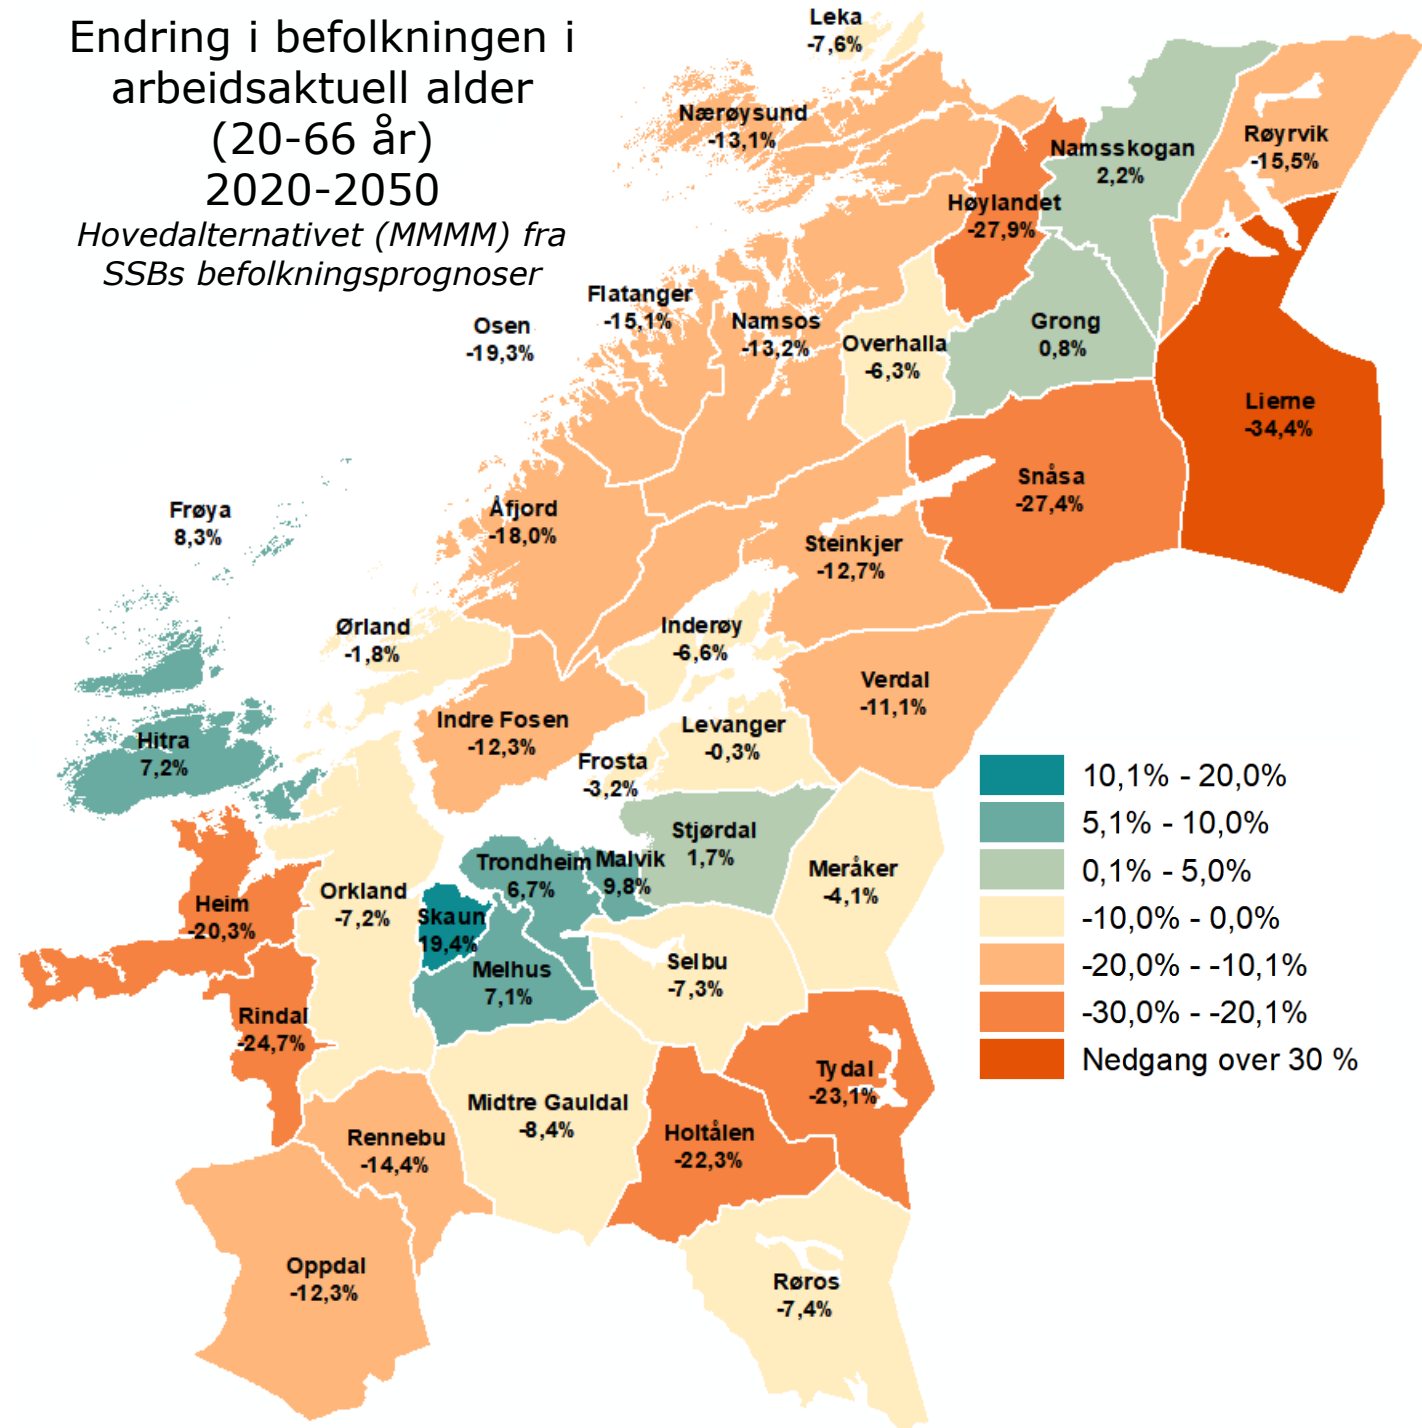 Endring i befolkningen i
arbeidsaktuell alder
(20-66 år)
2020-2050
Hovedalternativet (MMMM) fra
SSBs befolkningsprognoser
Leka
-7,6%
Nærøysund
-13,1%
Namsskogan
2,2%
Røyrvik
-15,5%
Høylandet
-27,9%
Flatanger
-15,1%
Osen
-19,3%
Namsos
-13,2%
Overhalla
-6,3%
Grong
0,8%
Lierne
-34,4%
Snåsa
-27,4%
Frøya
8,3%
Åfjord
-18,0%
Steinkjer
-12,7%
Ørland
-1,8%
Inderøy
-6,6%
Verdal
-11,1%
Indre Fosen
-12,3%
Levanger
-0,3%
Hitra
7,2%
Frosta
-3,2%
Stjørdal
1,7%
Trondheim
6,7%
Malvik
9,8%
Meråker
-4,1%
Heim
-20,3%
Orkland
-7,2%
Skaun
19,4%
Melhus
7,1%
Selbu
-7,3%
Rindal
-24,7%
Tydal
-23,1%
Midtre Gauldal
-8,4%
Rennebu
-14,4%
Holtålen
-22,3%
Oppdal
-12,3%
Røros
-7,4%
10,1% - 20,0%
5,1% - 10,0%
0,1% - 5,0%
-10,0% - 0,0%
-20,0% - -10,1%
-30,0% - -20,1%
Nedgang over 30 %